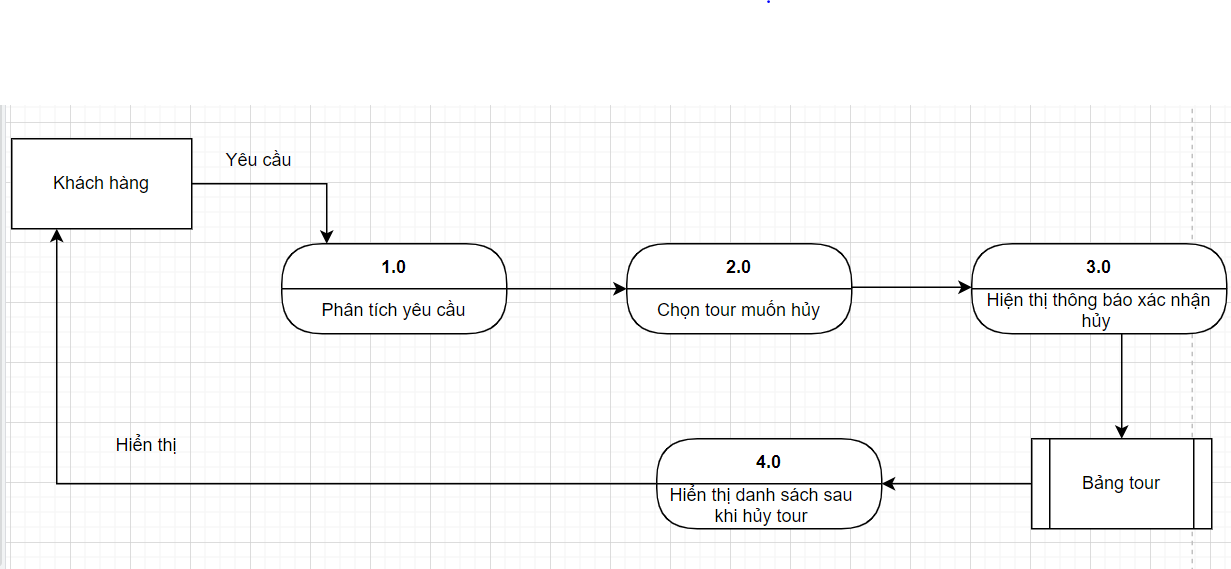 Khách hàng
Yêu cầu
1.0
Phân tích yêu cầu
2.0
Chọn tour muốn hủy
3.0
Hiện thị thông báo xác nhận
hủy
Hiển thị
4.0
Hiển thị danh sách sau
khi hủy tour
Bảng tour